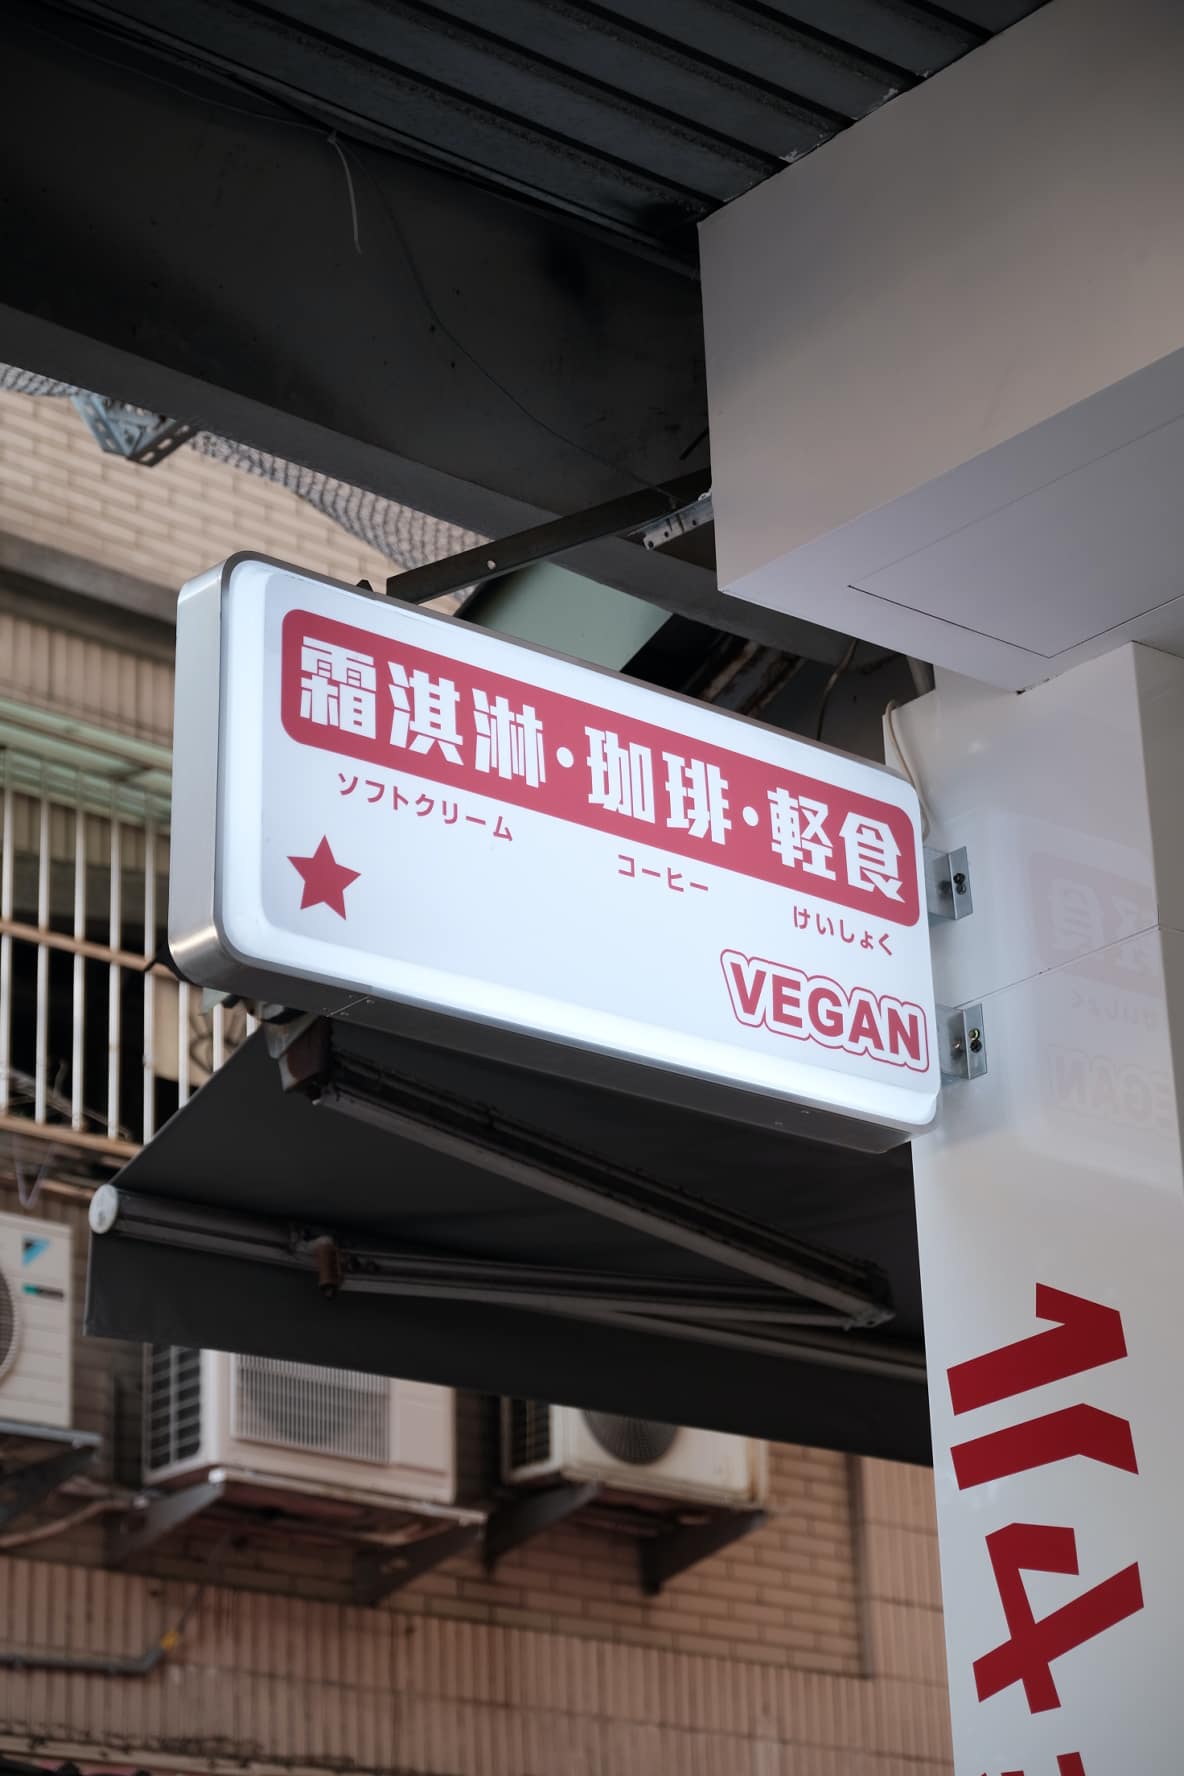 霜淇淋·珈琲·軽食
ソフトクリーム
コーヒー
けいしょく
VEGAN